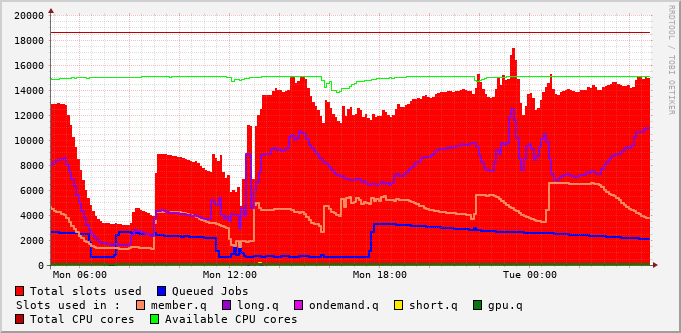 20000
18000
16000
14000
12000
10000
8000
6000
4000
2000
0
Mon 06:00 Mon 12:00 Mon 18:00 Tue 00:00
Total slots used Queued Jobs
Slots used in : member.q long.q ondemand.q short.q gpu.q
Total CPU cores Available CPU cores
RRDTOOL / TOBI OETIKER